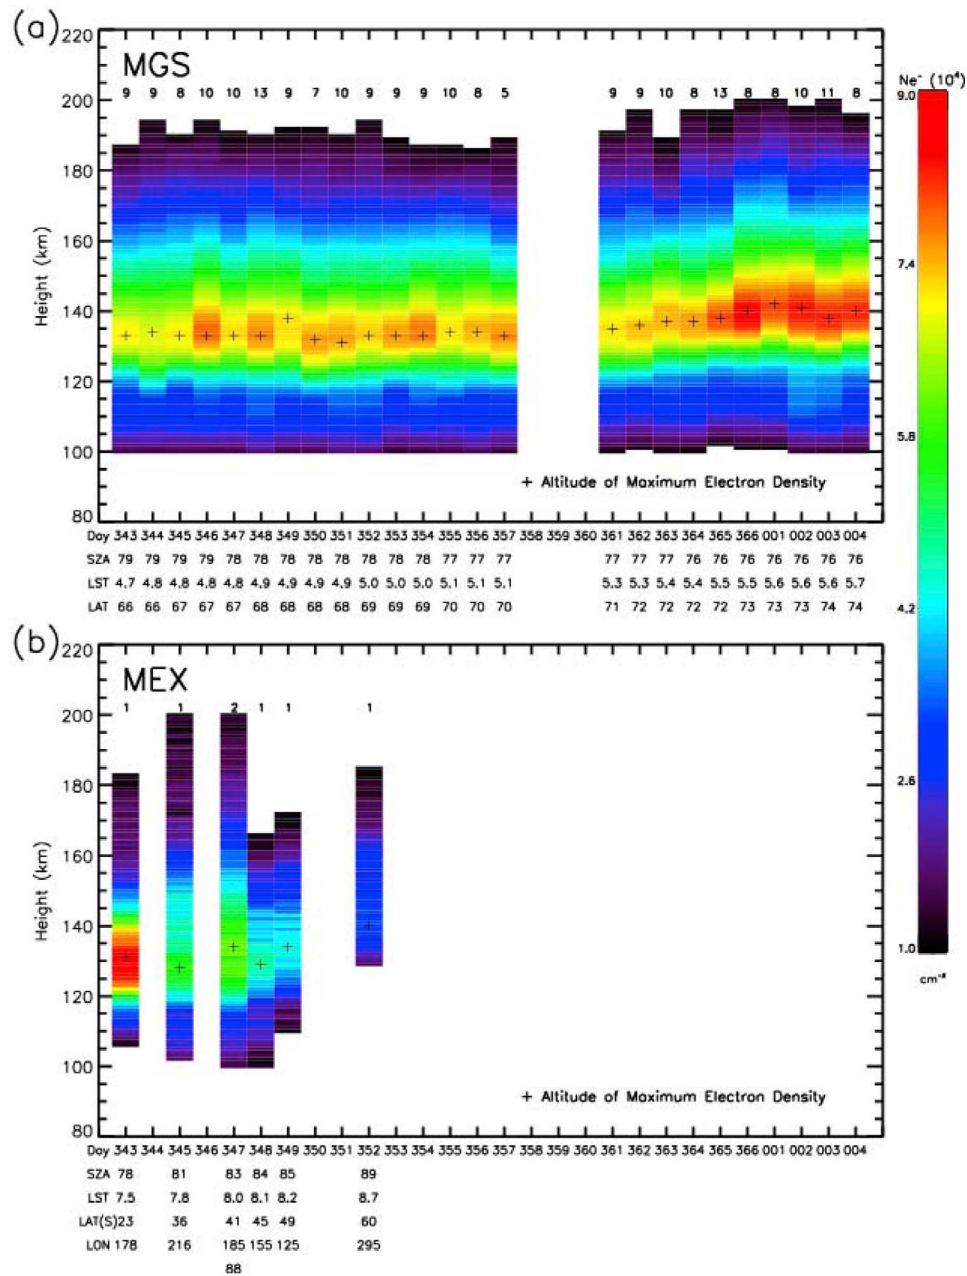 (a)
MGS
9 9 8 10 10 13 9 7 10 9 9 9 10 8 5 9 9 10 8 13 8 8 10 11 8
Ne⁻ (10⁴)
220
200
180
160
140
120
100
80
Height (km)
+ Altitude of Maximum Electron Density
Day 343 344 345 346 347 348 349 350 351 352 353 354 355 356 357 358 359 360 361 362 363 364 365 366 001 002 003 004
SZA 79 79 79 79 78 78 78 78 78 78 78 78 77 77 77 77 77 77 76 76 76 76 76 76 76
LST 4.7 4.8 4.8 4.8 4.8 4.9 4.9 4.9 4.9 5.0 5.0 5.0 5.1 5.1 5.1 5.3 5.3 5.4 5.4 5.5 5.5 5.6 5.6 5.6 5.7
LAT 66 66 67 67 67 68 68 68 68 69 69 69 70 70 70 71 72 72 72 72 73 73 73 74 74
9.0
7.4
5.8
4.2
2.6
1.0
cm⁻³
(b)
MEX
1 1 2 1 1 1
220
200
180
160
140
120
100
80
Height (km)
+ Altitude of Maximum Electron Density
Day 343 344 345 346 347 348 349 350 351 352 353 354 355 356 357 358 359 360 361 362 363 364 365 366 001 002 003 004
SZA 78 81 83 84 85 89
LST 7.5 7.8 8.0 8.1 8.2 8.7
LAT(S) 23 36 41 45 49 60
LON 178 216 185 155 125 295
88